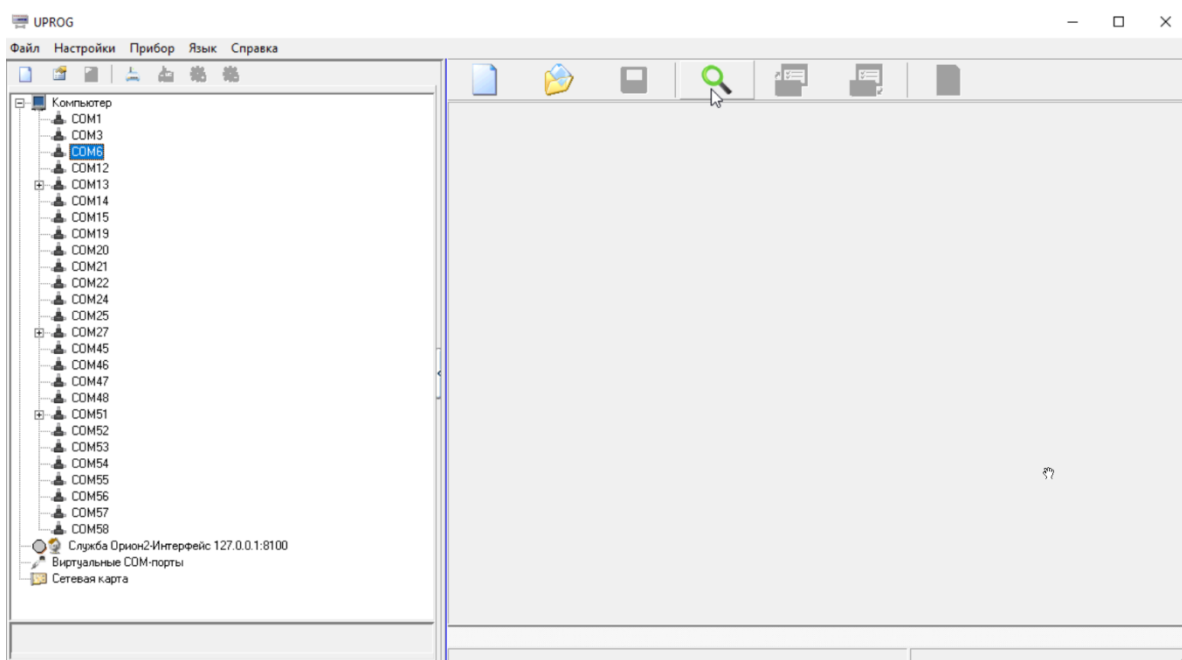 UPROG
Файл Настройки Прибор Язык Справка
Компьютер
COM1
COM3
COM6
COM12
COM13
COM14
COM15
COM19
COM20
COM21
COM22
COM24
COM25
COM27
COM45
COM46
COM47
COM48
COM51
COM52
COM53
COM54
COM55
COM56
COM57
COM58
Служба Орион2-Интерфейс 127.0.0.1:8100
Виртуальные COM-порты
Сетевая карта